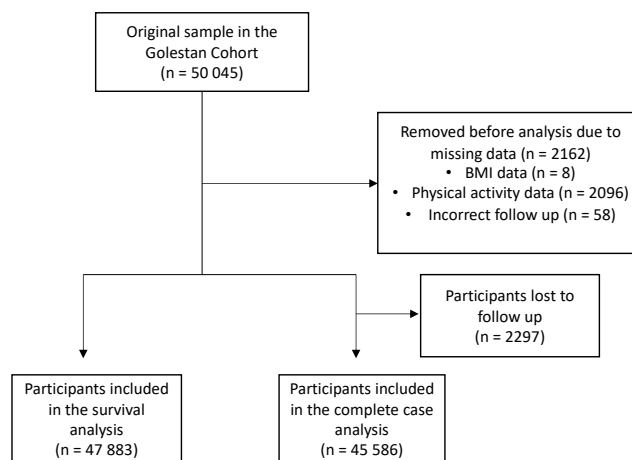 Original sample in the
Golestan Cohort
(n = 50 045)
Removed before analysis due to
missing data (n = 2162)
• BMI data (n = 8)
• Physical activity data (n = 2096)
• Incorrect follow up (n = 58)
Participants lost to
follow up
(n = 2297)
Participants included
in the survival
analysis
(n = 47 883)
Participants included
in the complete case
analysis
(n = 45 586)